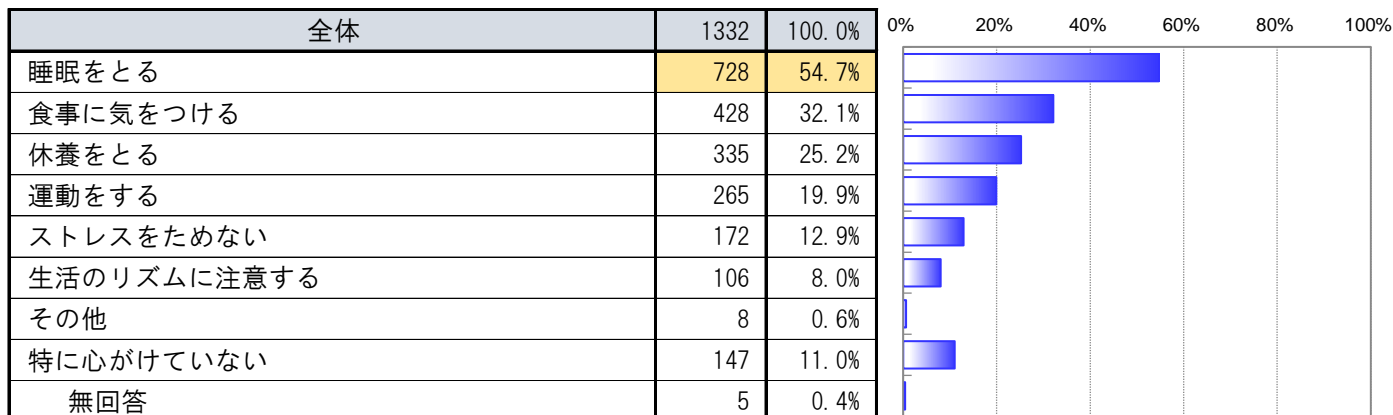 全体 1332 100.0% 0% 20% 40% 60% 80% 100%
睡眠をとる 728 54.7%
食事に気をつける 428 32.1%
休養をとる 335 25.2%
運動をする 265 19.9%
ストレスをためない 172 12.9%
生活のリズムに注意する 106 8.0%
その他 8 0.6%
特に心がけていない 147 11.0%
無回答 5 0.4%